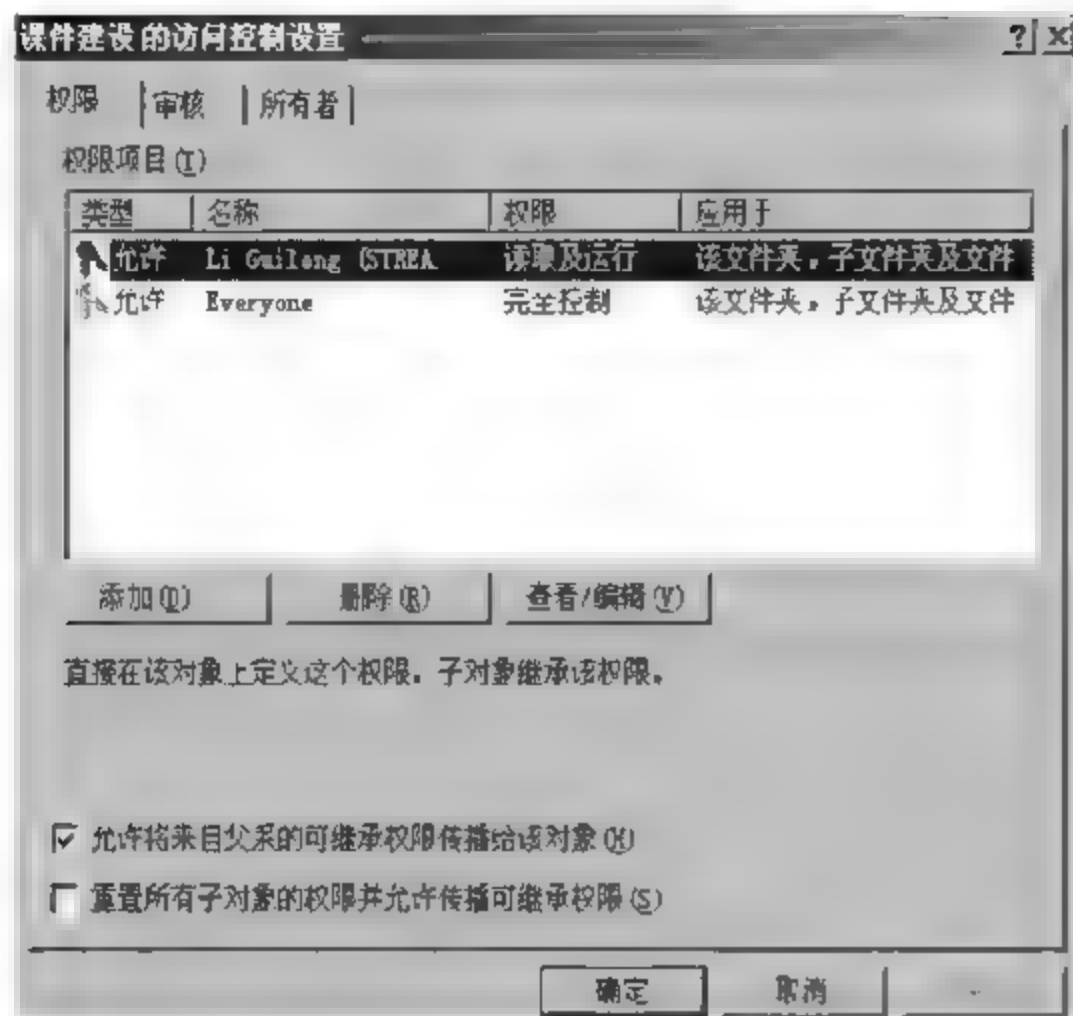 课件建设 的访问控制设置
权限 审核 所有者
权限项目(T)
类型 名称 权限 应用于
允许 Li Guilong (STREA 读取及运行 该文件夹，子文件夹及文件
允许 Everyone 完全控制 该文件夹，子文件夹及文件
添加(D) 删除(R) 查看/编辑(V)
直接在该对象上定义这个权限。子对象继承该权限。
允许将来自父系的可继承权限传播给该对象(H)
重置所有子对象的权限并允许传播可继承权限(S)
确定 取消